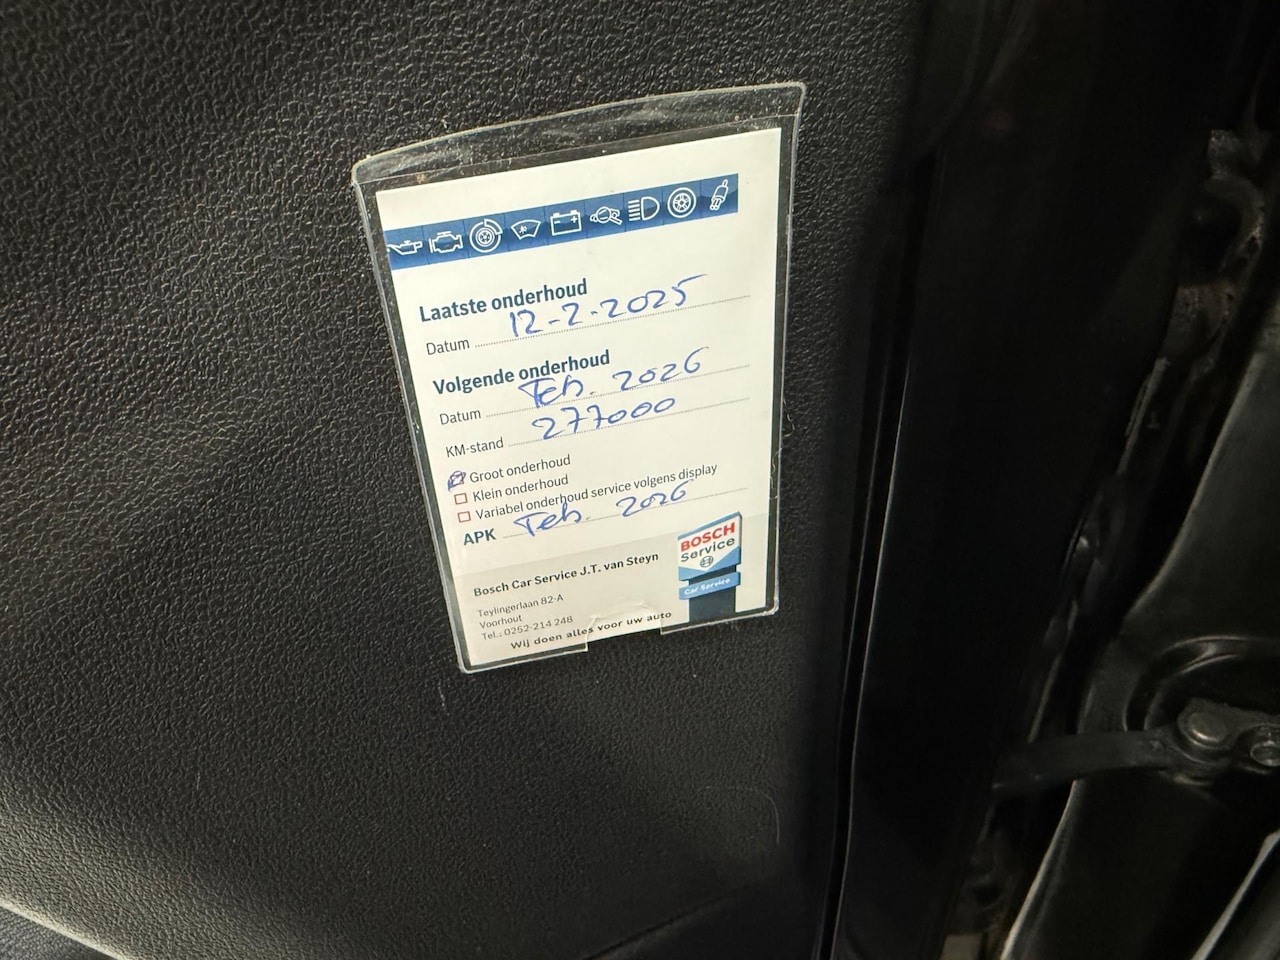 Laatste onderhoud
Datum 12-2-2025
Volgende onderhoud
Datum Feb. 2026
KM-stand 277000
Groot onderhoud
Klein onderhoud
Variabel onderhoud service volgens display
APK Feb. 2026
Bosch Car Service J.T. van Steyn
Teylingerlaan 82-A
Voorhout
Tel.: 0252-214 248
Wij doen alles voor uw auto
BOSCH
Service
Car Service